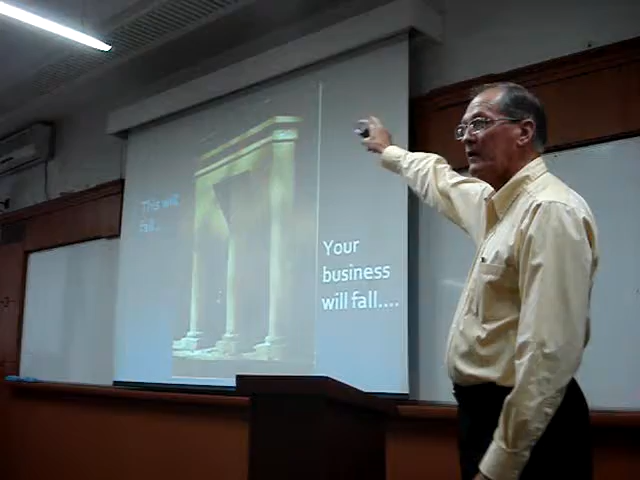 This will
fall..
Your
business
will fall....